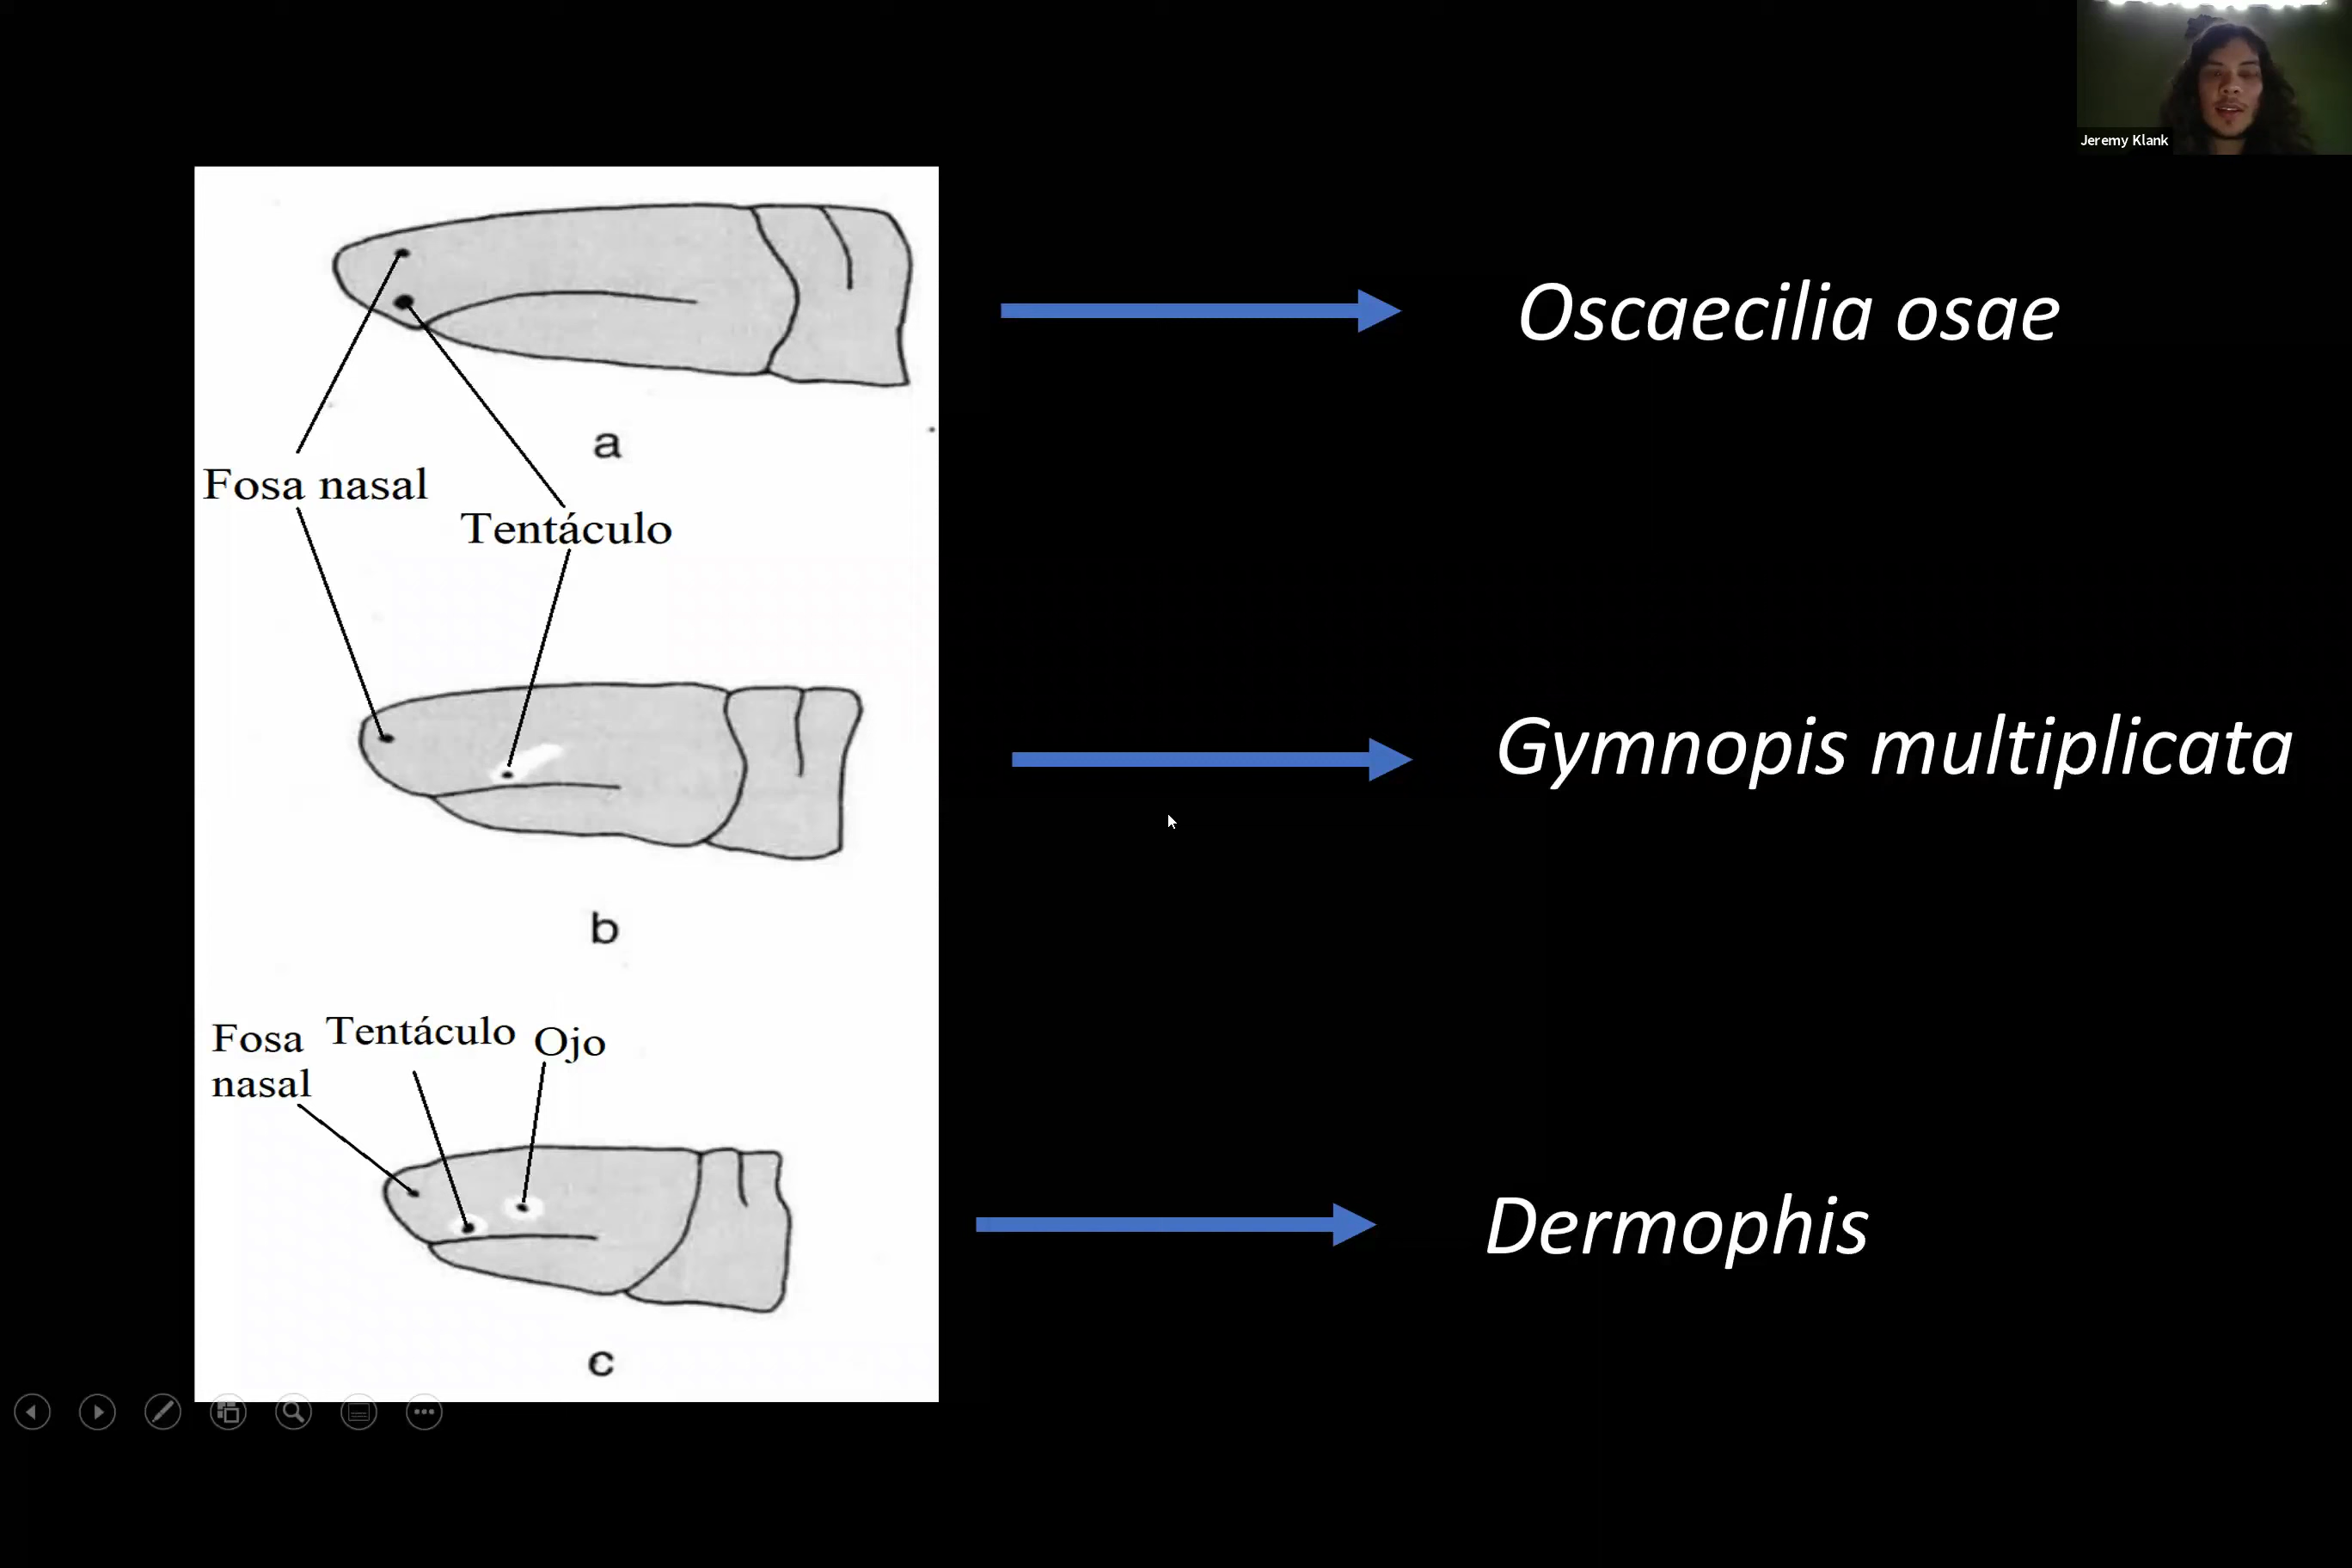 Jeremy Klank
Oscaecilia osae
a
Fosa nasal
Tentáculo
Gymnopis multiplicata
b
Fosa
nasal
Tentáculo
Ojo
Dermophis
c